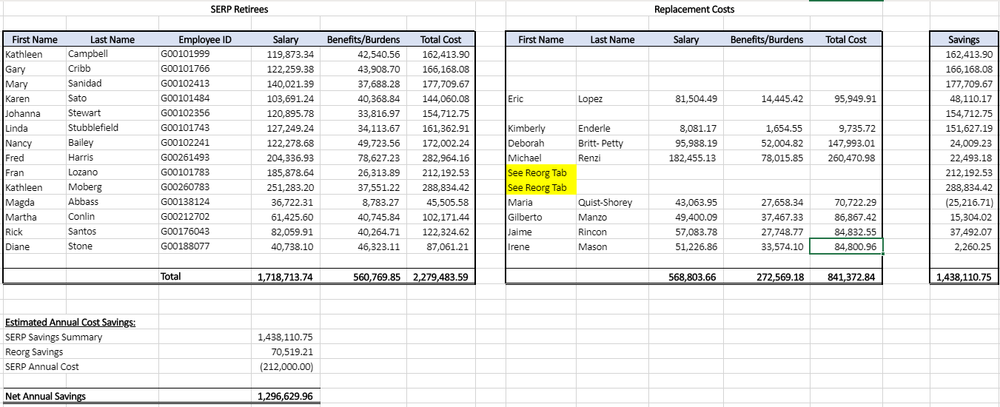 SERP Retirees Replacement Costs
First Name Last Name Employee ID Salary Benefits/Burdens Total Cost First Name Last Name Salary Benefits/Burdens Total Cost Savings
Kathleen Campbell G00101999 119,873.34 42,540.56 162,413.90 162,413.90
Gary Cribb G00101766 122,259.38 43,908.70 166,168.08 166,168.08
Mary Sanidad G00102413 140,021.39 37,688.28 177,709.67 177,709.67
Karen Sato G00101484 103,691.24 40,368.84 144,060.08 Eric Lopez 81,504.49 14,445.42 95,949.91 48,110.17
Johanna Stewart G00102356 120,895.78 33,816.97 154,712.75 154,712.75
Linda Stubblefield G00101743 127,249.24 34,113.67 161,362.91 Kimberly Enderle 8,081.17 1,654.55 9,735.72 151,627.19
Nancy Bailey G00102241 122,278.68 49,723.56 172,002.24 Deborah Britt- Petty 95,988.19 52,004.82 147,993.01 24,009.23
Fred Harris G00261493 204,336.93 78,627.23 282,964.16 Michael Renzi 182,455.13 78,015.85 260,470.98 22,493.18
Fran Lozano G00101783 185,878.64 26,313.89 212,192.53 See Reorg Tab 212,192.53
Kathleen Moberg G00260783 251,283.20 37,551.22 288,834.42 See Reorg Tab 288,834.42
Magda Abbass G00138124 36,722.31 8,783.27 45,505.58 Maria Quist-Shorey 43,063.95 27,658.34 70,722.29 (25,216.71)
Martha Conlin G00212702 61,425.60 40,745.84 102,171.44 Gilberto Manzo 49,400.09 37,467.33 86,867.42 15,304.02
Rick Santos G00176043 82,059.91 40,264.71 122,324.62 Jaime Rincon 57,083.78 27,748.77 84,832.55 37,492.07
Diane Stone G00188077 40,738.10 46,323.11 87,061.21 Irene Mason 51,226.86 33,574.10 84,800.96 2,260.25
Total 1,718,713.74 560,769.85 2,279,483.59 568,803.66 272,569.18 841,372.84 1,438,110.75
Estimated Annual Cost Savings:
SERP Savings Summary 1,438,110.75
Reorg Savings 70,519.21
SERP Annual Cost (212,000.00)
Net Annual Savings 1,296,629.96